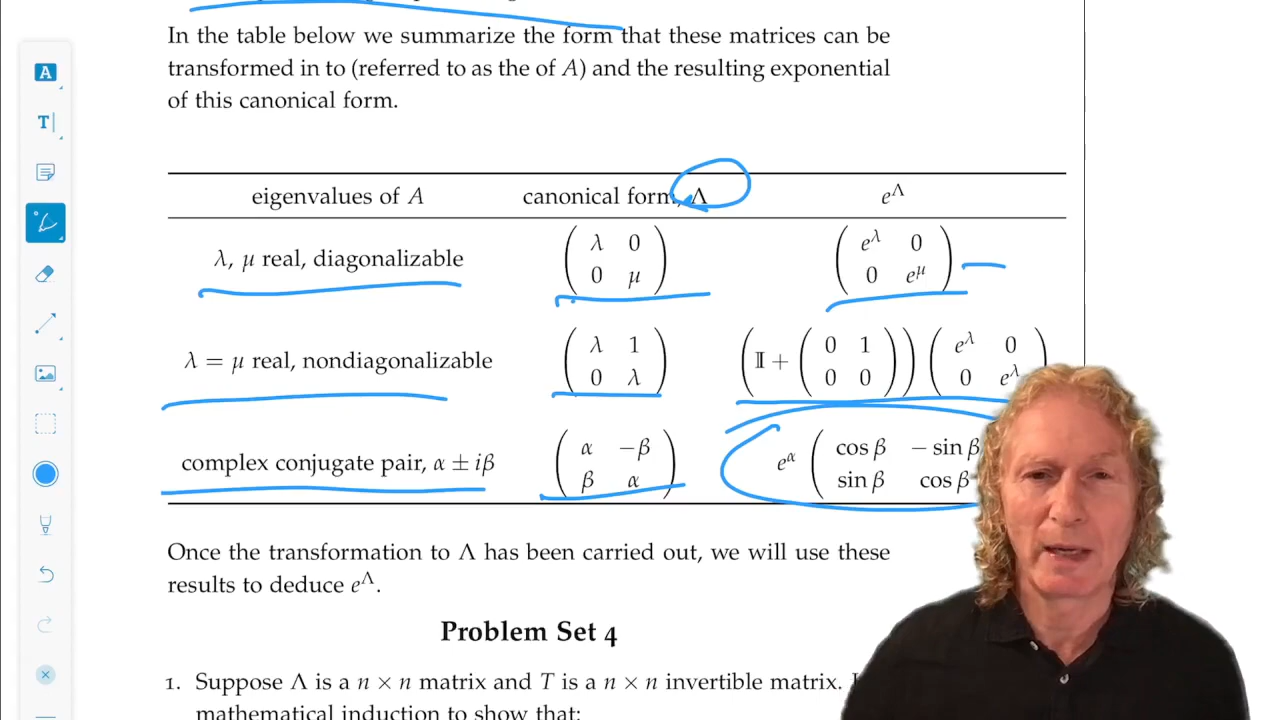 In the table below we summarize the form that these matrices can be
transformed in to (referred to as the of A) and the resulting exponential
of this canonical form.
eigenvalues of A canonical form, Λ e^Λ
λ, μ real, diagonalizable ( λ 0 ; 0 μ ) ( e^λ 0 ; 0 e^μ )
λ = μ real, nondiagonalizable ( λ 1 ; 0 λ ) ( 𝕀 + ( 0 1 ; 0 0 ) ) ( e^λ 0 ; 0 e^λ )
complex conjugate pair, α ± iβ ( α −β ; β α ) e^α ( cos β − sin β ; sin β cos β
Once the transformation to Λ has been carried out, we will use these
results to deduce e^Λ.
Problem Set 4
1. Suppose Λ is a n × n matrix and T is a n × n invertible matrix.
mathematical induction to show that:
A
T